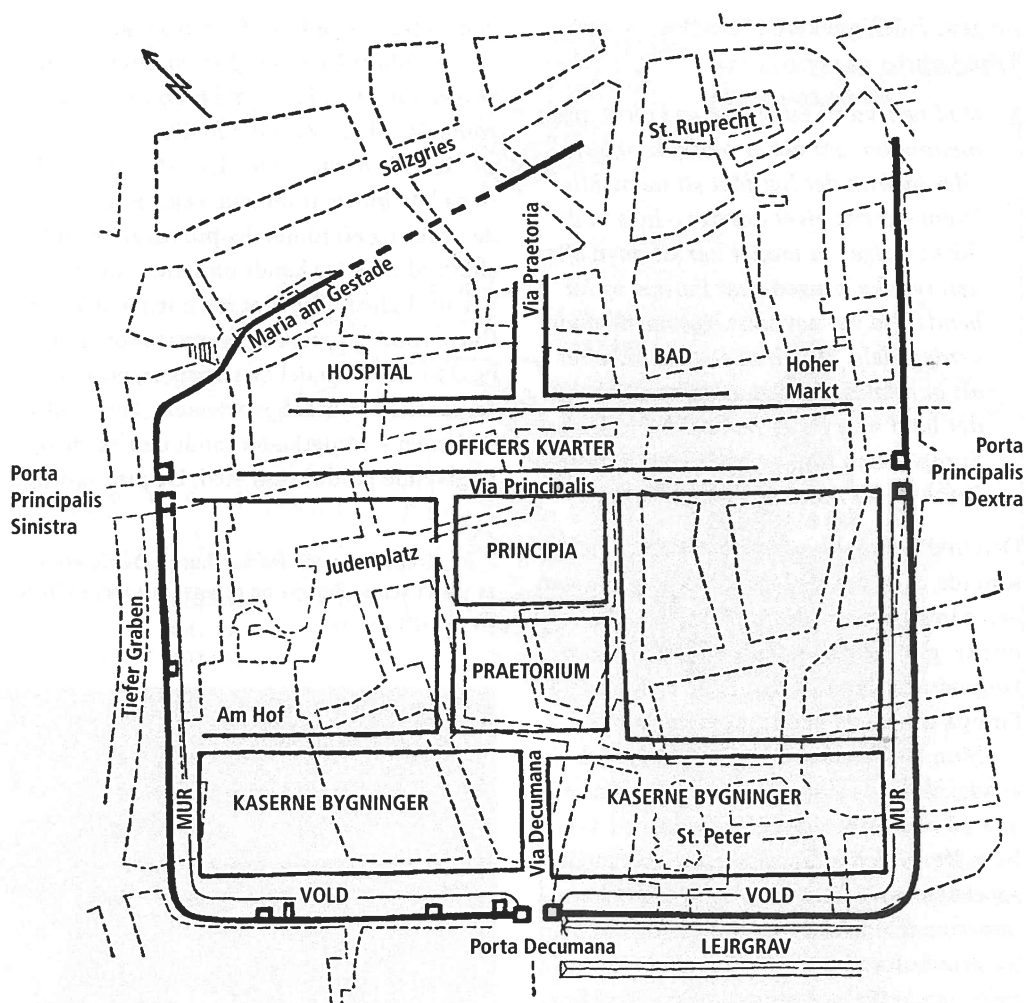 St. Ruprecht
Salzgries
Via Praetoria
Maria am Gestade
HOSPITAL
BAD
Hoher
Markt
OFFICERS KVARTER
Porta
Principalis
Sinistra
Porta
Principalis
Dextra
Via Principalis
PRINCIPIA
Judenplatz
Tiefer Graben
PRAETORIUM
Am Hof
MUR
KASERNE BYGNINGER
Via Decumana
KASERNE BYGNINGER
MUR
St. Peter
VOLD
VOLD
Porta Decumana
LEJRGRAV